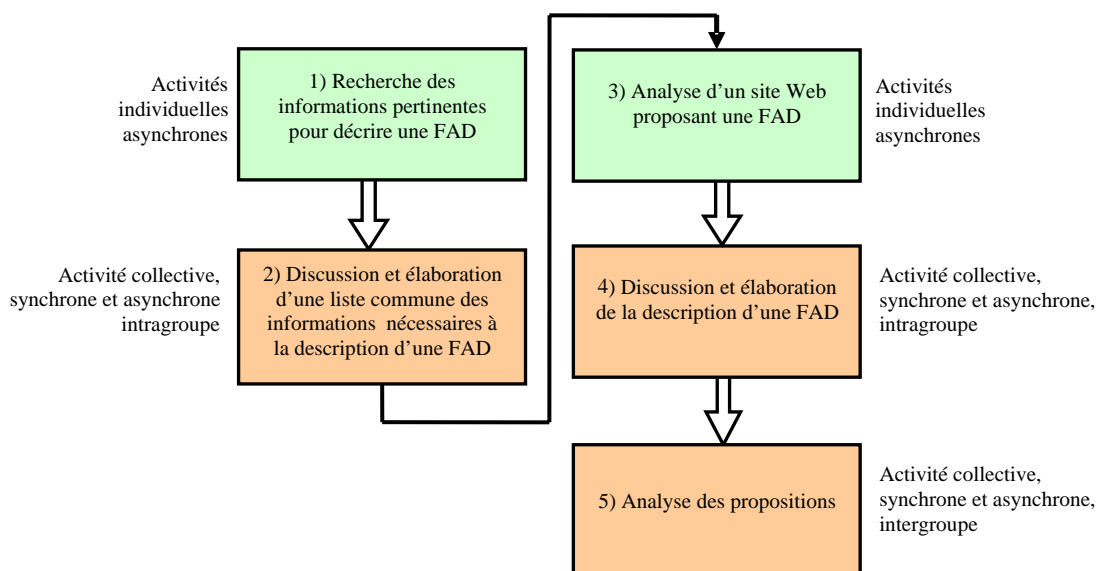 Activités
individuelles
asynchrones
1) Recherche des
informations pertinentes
pour décrire une FAD
Activité collective,
synchrone et asynchrone
intragroupe
2) Discussion et élaboration
d’une liste commune des
informations nécessaires à
la description d’une FAD
3) Analyse d’un site Web
proposant une FAD
Activités
individuelles
asynchrones
4) Discussion et élaboration
de la description d’une FAD
Activité collective,
synchrone et asynchrone,
intragroupe
5) Analyse des propositions
Activité collective,
synchrone et asynchrone,
intergroupe